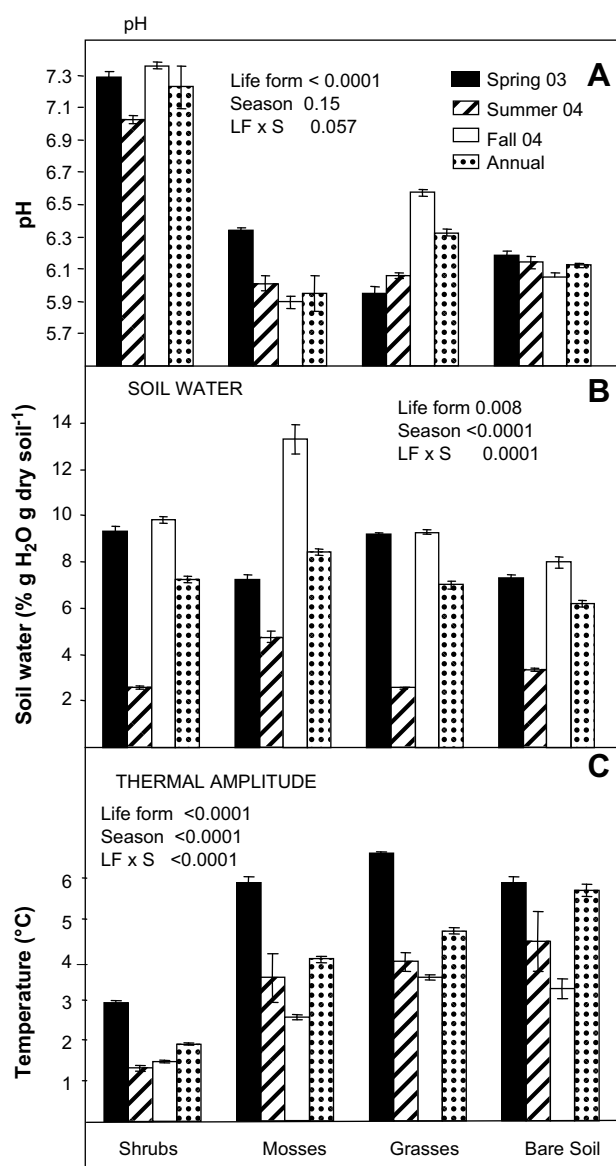 pH
A
Life form < 0.0001
Season 0.15
LF x S 0.057
Spring 03
Summer 04
Fall 04
Annual
pH
7.3
7.1
6.9
6.7
6.5
6.3
6.1
5.9
5.7
SOIL WATER
B
Life form 0.008
Season <0.0001
LF x S 0.0001
Soil water (% g H₂O g dry soil⁻¹)
14
12
10
8
6
4
2
THERMAL AMPLITUDE
C
Life form <0.0001
Season <0.0001
LF x S <0.0001
Temperature (°C)
6
5
4
3
2
1
Shrubs Mosses Grasses Bare Soil